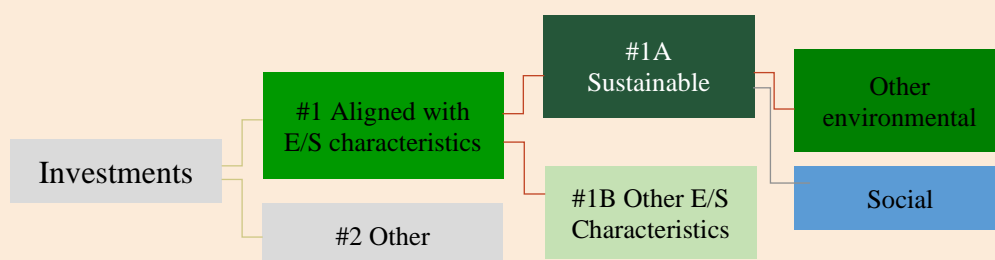 Investments
#1 Aligned with
E/S characteristics
#2 Other
#1A
Sustainable
#1B Other E/S
Characteristics
Other
environmental
Social